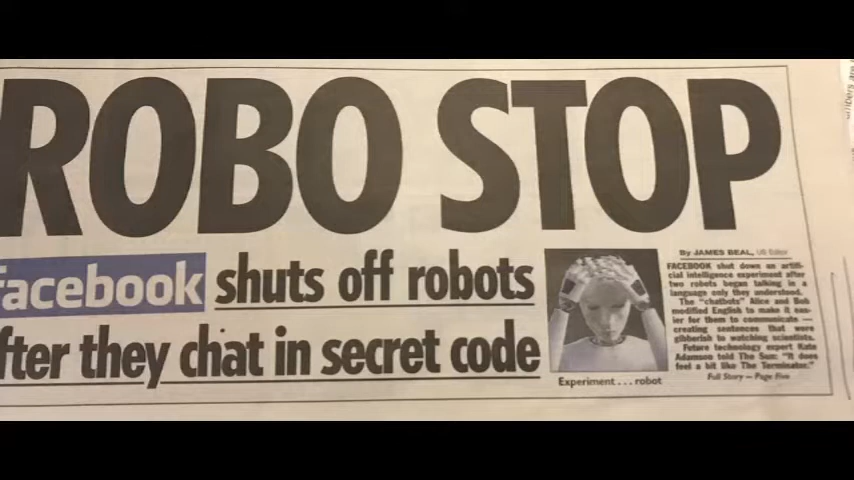 ROBO STOP
facebook shuts off robots
fter they chat in secret code
Experiment... robot
By JAMES BEAL, US Editor
FACEBOOK shut down an artifi-
cial intelligence experiment after
two robots began talking in a
language only they understood.
The "chatbots" Alice and Bob
modified English to make it eas-
ier for them to communicate —
creating sentences that were
gibberish to watching scientists.
Future technology expert Kate
Adamson told The Sun: "It does
feel a bit like The Terminator."
Full Story — Page Five